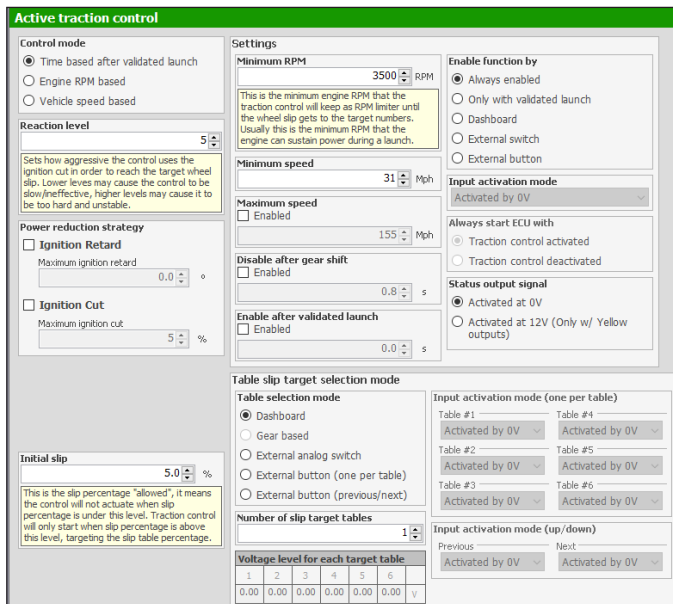 Active traction control
Control mode
Time based after validated launch
Engine RPM based
Vehicle speed based
Reaction level
5
Sets how aggressive the control uses the
ignition cut in order to reach the target wheel
slip. Lower leves may cause the control to be
slow/neffective, higher levels may cause it to
be too hard and unstable.
Power reduction strategy
Ignition Retard
Maximum ignition retard
0.0 °
Ignition Cut
Maximum ignition cut
5 %
Initial slip
5.0 %
This is the slip percentage "allowed", it means
the control will not actuate when slip
percentage is under this level. Traction control
will only start when slip percentage is above
this level, targeting the slip table percentage.
Settings
Minimum RPM
3500 RPM
This is the minimum engine RPM that the
traction control will keep as RPM limiter until
the wheel slip gets to the target numbers.
Usually this is the minimum RPM that the
engine can sustain power during a launch.
Minimum speed
31 Mph
Maximum speed
Enabled
155 Mph
Disable after gear shift
Enabled
0.8 s
Enable after validated launch
Enabled
0.0 s
Enable function by
Always enabled
Only with validated launch
Dashboard
External switch
External button
Input activation mode
Activated by 0V
Always start ECU with
Traction control activated
Traction control deactivated
Status output signal
Activated at 0V
Activated at 12V (Only w/ Yellow
outputs)
Table slip target selection mode
Table selection mode
Dashboard
Gear based
External analog switch
External button (one per table)
External button (previous/next)
Number of slip target tables
1
Voltage level for each target table
1 2 3 4 5 6
0.00 0.00 0.00 0.00 0.00 0.00 V
Input activation mode (one per table)
Table #1 Table #4
Activated by 0V Activated by 0V
Table #2 Table #5
Activated by 0V Activated by 0V
Table #3 Table #6
Activated by 0V Activated by 0V
Input activation mode (up/down)
Previous Next
Activated by 0V Activated by 0V